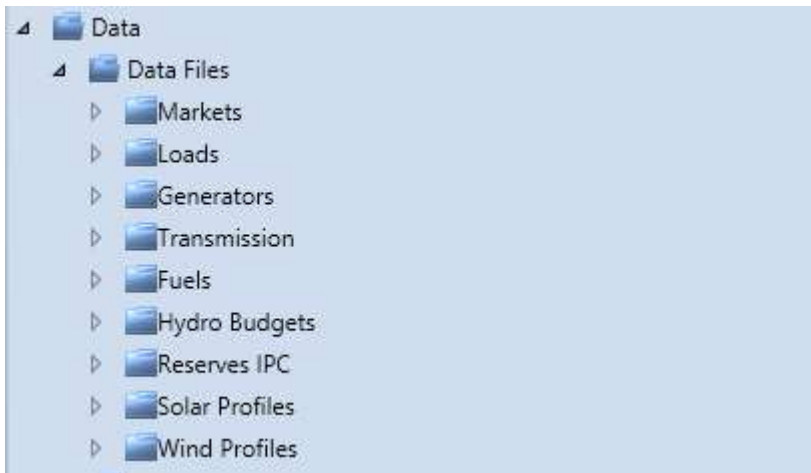 Data
Data Files
Markets
Loads
Generators
Transmission
Fuels
Hydro Budgets
Reserves IPC
Solar Profiles
Wind Profiles